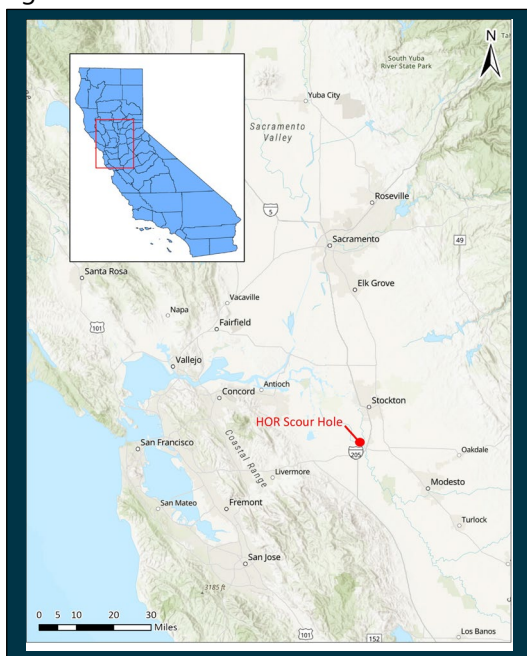 N
South Yuba
River State Park
Yuba City
Sacramento
Valley
Roseville
5
Sacramento
49
Santa Rosa
Elk Grove
Vacaville
Napa
101
Fairfield
Vallejo
Antioch
Concord
Stockton
HOR Scour Hole
San Francisco
205
Oakdale
Coastal Range
Livermore
Modesto
San Mateo
Fremont
Turlock
San Jose
3185 ft
0 5 10 20 30
Miles
101
152
Los Banos